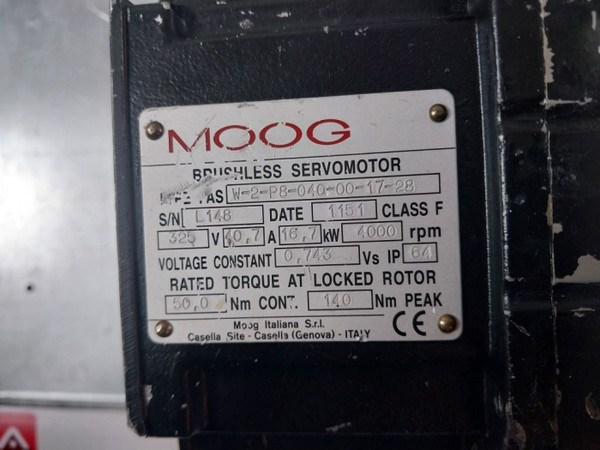 MOOG
BRUSHLESS SERVOMOTOR
TYPE FAS W-2-P8-040-00-17-28
S/N L148 DATE 1151 CLASS F
325 V 40,7 A 16,7 kW 4000 rpm
VOLTAGE CONSTANT 0,743 Vs IP 64
RATED TORQUE AT LOCKED ROTOR
50,0 Nm CONT. 140 Nm PEAK
Moog Italiana S.r.l.
Casella Site - Casella (Genova) - ITALY
CE